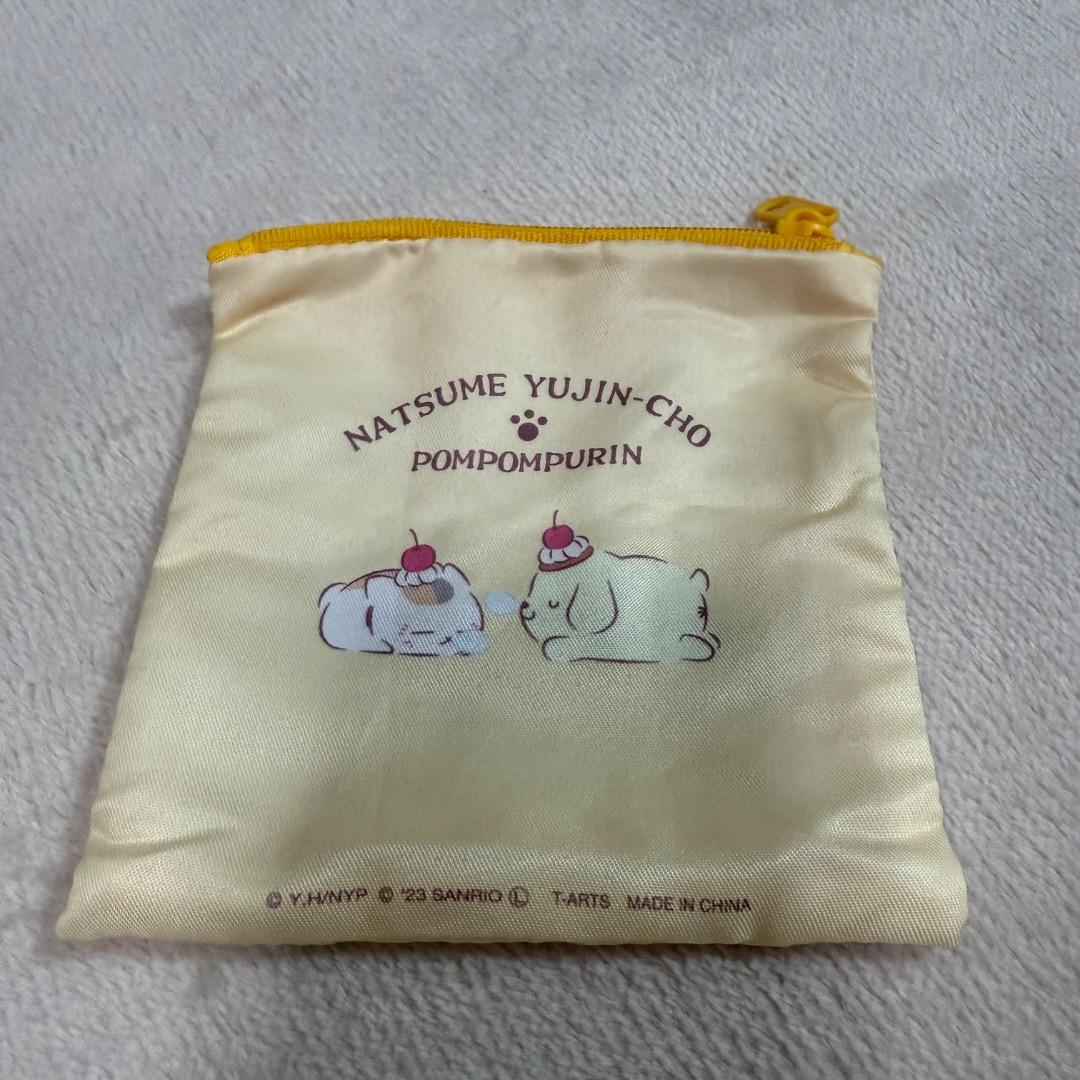 NATSUME YUJIN-CHO
POMPOMPURIN
© Y,H/NYP © '23 SANRIO Ⓛ T-ARTS MADE IN CHINA